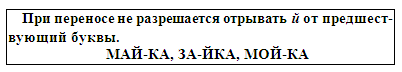 При переносе не разрешается отрывать й от предшест-
вующий буквы.
МАЙ-КА, ЗА-ЙКА, МОЙ-КА